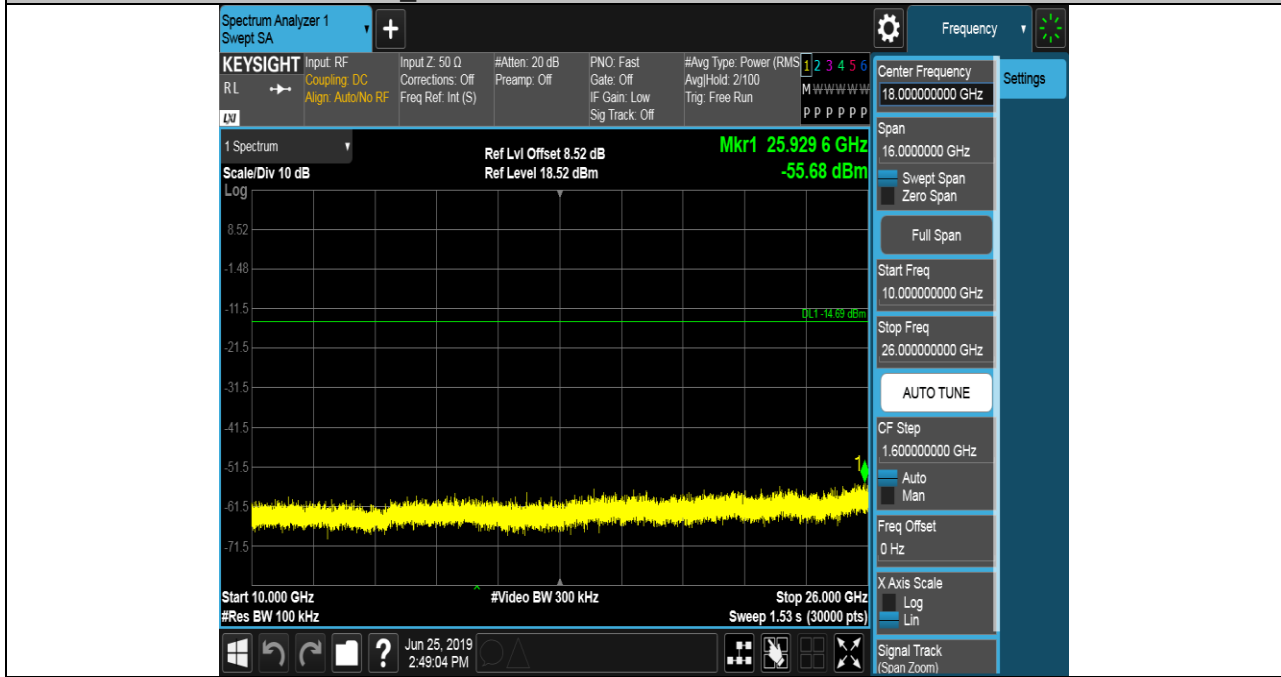 Spectrum Analyzer 1
Swept SA
+
Frequency
KEYSIGHT
RL
LXI
Input: RF
Coupling: DC
Align: Auto/No RF
Input Z: 50 Ω
Corrections: Off
Freq Ref: Int (S)
#Atten: 20 dB
Preamp: Off
PNO: Fast
Gate: Off
IF Gain: Low
Sig Track: Off
#Avg Type: Power (RMS
Avg|Hold: 2/100
Trig: Free Run
1 2 3 4 5 6
M W W W W W
P P P P P P
1 Spectrum
Scale/Div 10 dB
Ref Lvl Offset 8.52 dB
Ref Level 18.52 dBm
Mkr1 25.929 6 GHz
-55.68 dBm
Log
8.52
-1.48
-11.5
DL1 -14.69 dBm
-21.5
-31.5
-41.5
-51.5
1
-61.5
-71.5
Start 10.000 GHz
#Video BW 300 kHz
Stop 26.000 GHz
#Res BW 100 kHz
Sweep 1.53 s (30000 pts)
?
Jun 25, 2019
2:49:04 PM
Center Frequency
18.000000000 GHz
Settings
Span
16.0000000 GHz
Swept Span
Zero Span
Full Span
Start Freq
10.000000000 GHz
Stop Freq
26.000000000 GHz
AUTO TUNE
CF Step
1.600000000 GHz
Auto
Man
Freq Offset
0 Hz
X Axis Scale
Log
Lin
Signal Track
(Span Zoom)